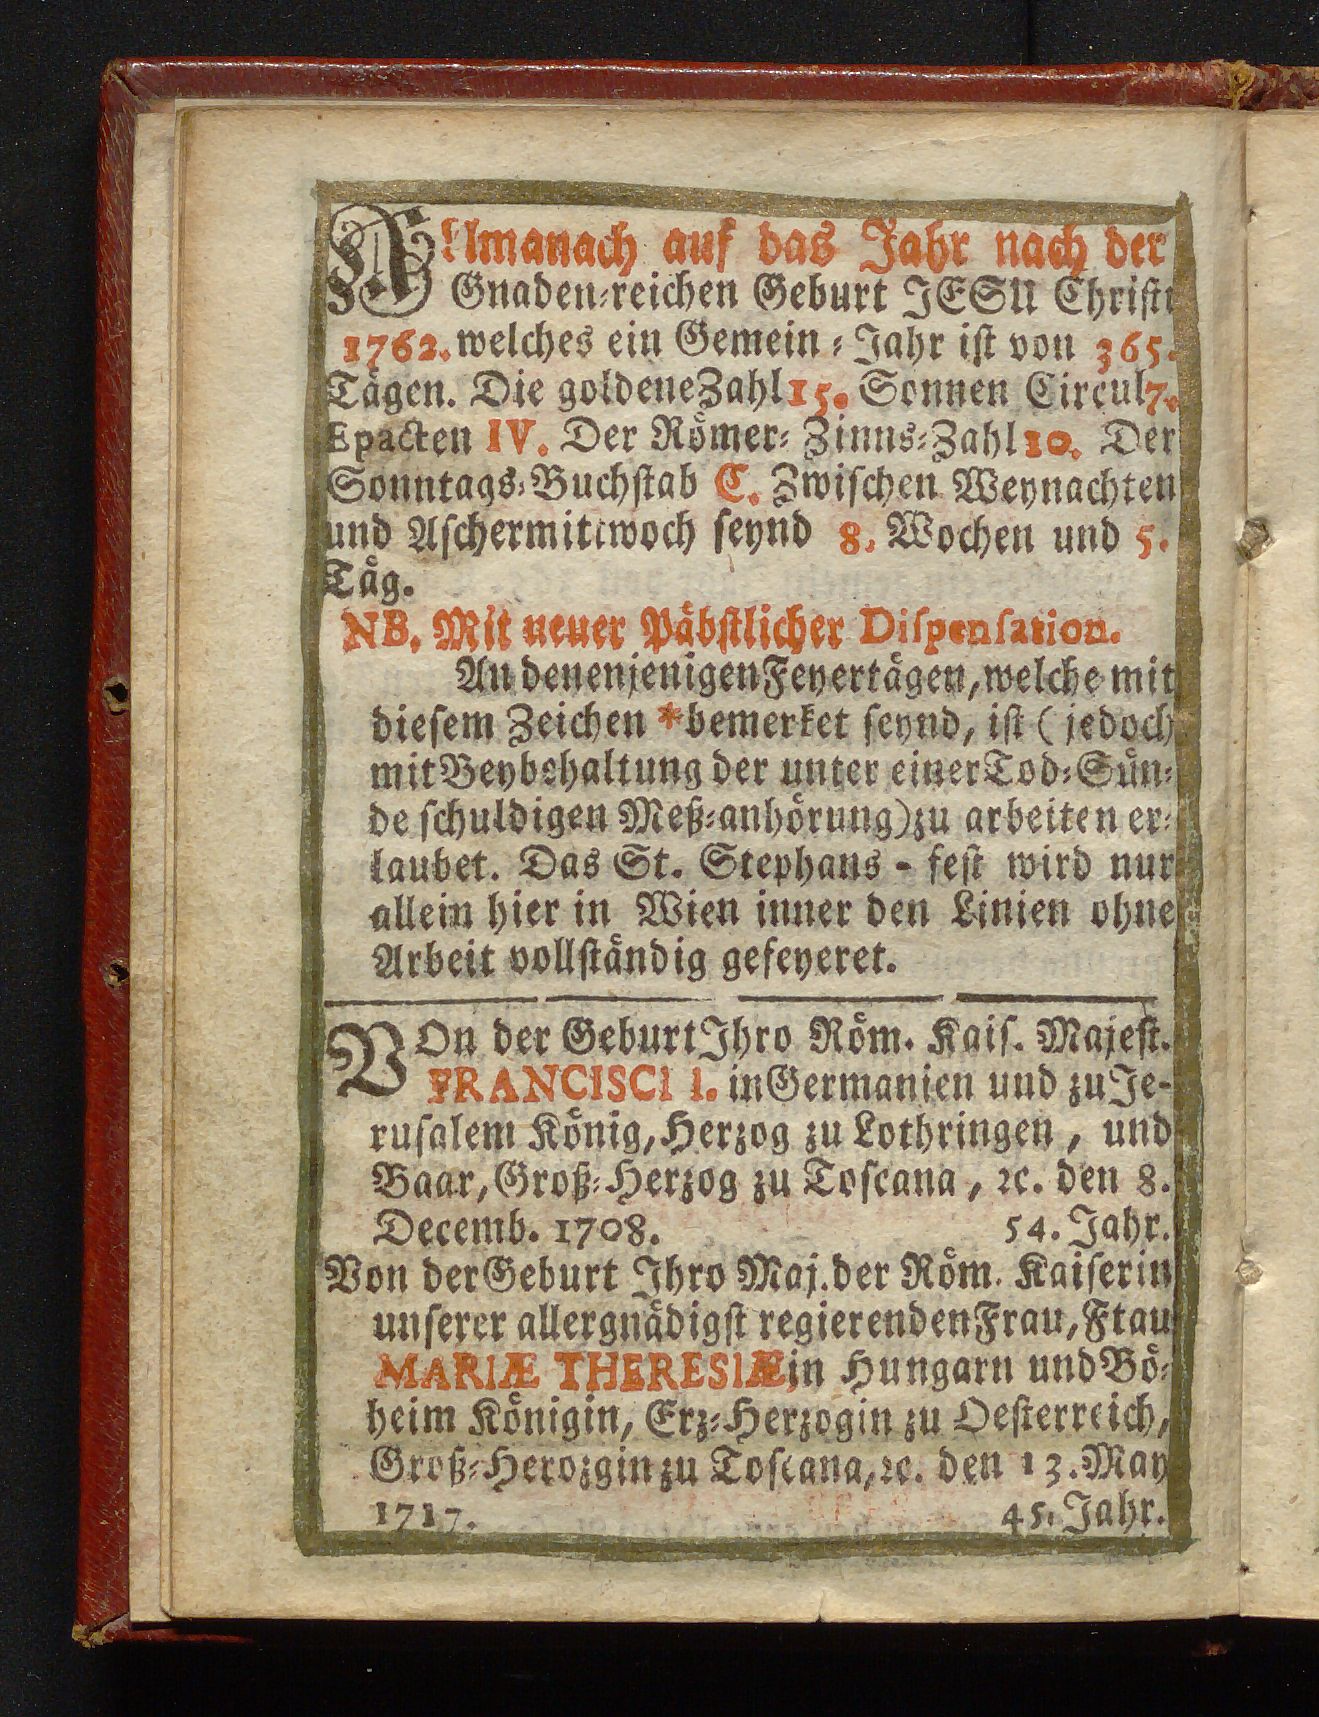 ALlmanach auf das Jahr nach der
Gnaden-reichen Geburt JESU Christi
1762. welches ein Gemein-Jahr ist von 365.
Tägen. Die goldene Zahl 15. Sonnen Circul 7.
Epacten IV. Der Römer-Zinns-Zahl 10. Der
Sonntags-Buchstab C. Zwischen Weynachten
und Aschermittwoch seynd 8. Wochen und 5.
Täg.
NB. Mit neuer Päbstlicher Dispensation.
An denenjenigen Feyertägen, welche mit
diesem Zeichen * bemerket seynd, ist (jedoch
mit Beybehaltung der unter einer Tod-Sün-
de schuldigen Meß-anhörung) zu arbeiten er-
laubet. Das St. Stephans-fest wird nur
allein hier in Wien inner den Linien ohne
Arbeit vollständig gefeyeret.
VOn der Geburt Ihro Röm. Kais. Majest.
FRANCISCI I. in Germanien und zu Je-
rusalem König, Herzog zu Lothringen, und
Baar, Groß-Herzog zu Toscana, ꝛc. den 8.
Decemb. 1708. 54. Jahr.
Von der Geburt Ihro Maj. der Röm. Kaiserin
unserer allergnädigst regierenden Frau, Ftau
MARIÆ THERESIÆ in Hungarn und Bö-
heim Königin, Erz-Herzogin zu Oesterreich,
Groß-Herozgin zu Toscana, ꝛc. den 13. May
1717. 45. Jahr.